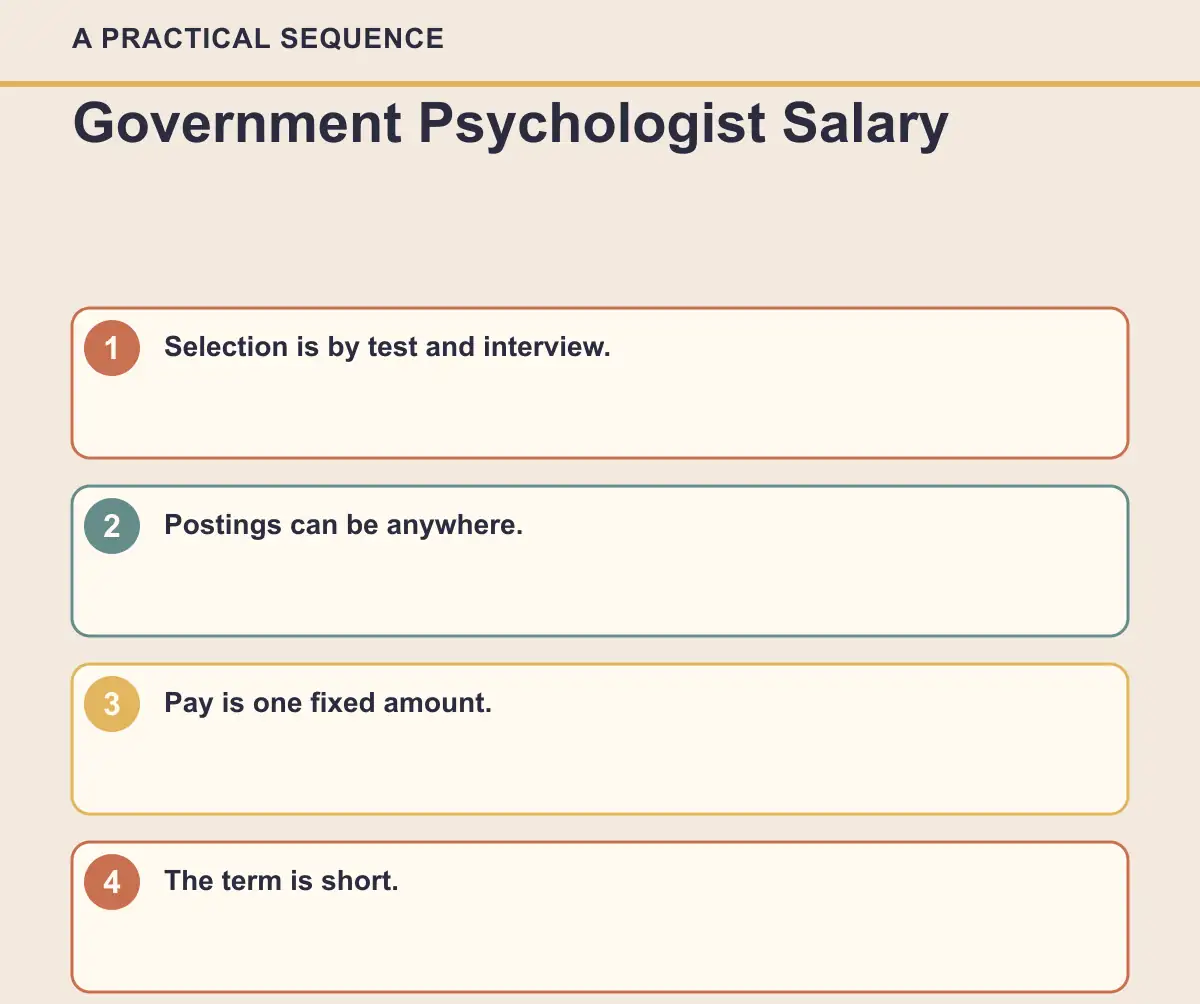 A PRACTICAL SEQUENCE
Government Psychologist Salary
1 Selection is by test and interview.
2 Postings can be anywhere.
3 Pay is one fixed amount.
4 The term is short.